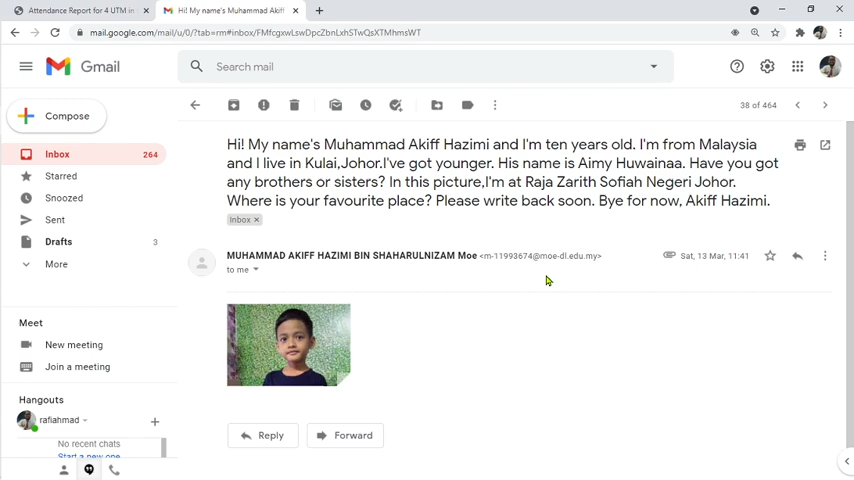 Attendance Report for 4 UTM in
Hi! My name's Muhammad Akif
mail.google.com/mail/u/0/?tab=rm#inbox/FMfcgxwLswDpcZbnLxhSTwQsXTMhmsWT
Gmail
Search mail
Compose
38 of 464
Inbox 264
Starred
Snoozed
Sent
Drafts 3
More
Hi! My name's Muhammad Akiff Hazimi and I'm ten years old. I'm from Malaysia
and I live in Kulai,Johor.I've got younger. His name is Aimy Huwainaa. Have you got
any brothers or sisters? In this picture,I'm at Raja Zarith Sofiah Negeri Johor.
Where is your favourite place? Please write back soon. Bye for now, Akiff Hazimi.
Inbox
MUHAMMAD AKIFF HAZIMI BIN SHAHARULNIZAM Moe <m-11993674@moe-dl.edu.my>
Sat, 13 Mar, 11:41
to me
Reply
Forward
Meet
New meeting
Join a meeting
Hangouts
rafiahmad
No recent chats
Start a new one